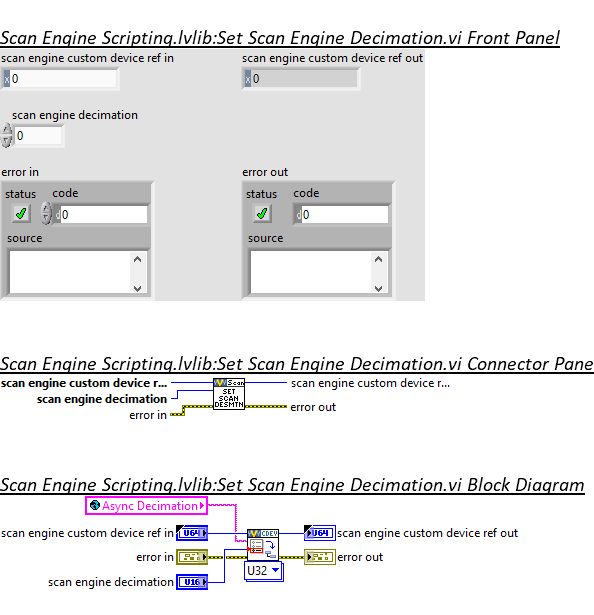 Scan Engine Scripting.lvlib:Set Scan Engine Decimation.vi Front Panel
scan engine custom device ref in
scan engine custom device ref out
x 0
x 0
scan engine decimation
0
error in
error out
status code
status code
d 0
d 0
source
source
Scan Engine Scripting.lvlib:Set Scan Engine Decimation.vi Connector Pane
scan engine custom device r...
scan engine decimation
error in
V Scan
SET
SCAN
DESMTN
scan engine custom device r...
error out
Scan Engine Scripting.lvlib:Set Scan Engine Decimation.vi Block Diagram
Async Decimation
scan engine custom device ref in
U64
V CDEV
U64
scan engine custom device ref out
error in
error out
U32
scan engine decimation
U16